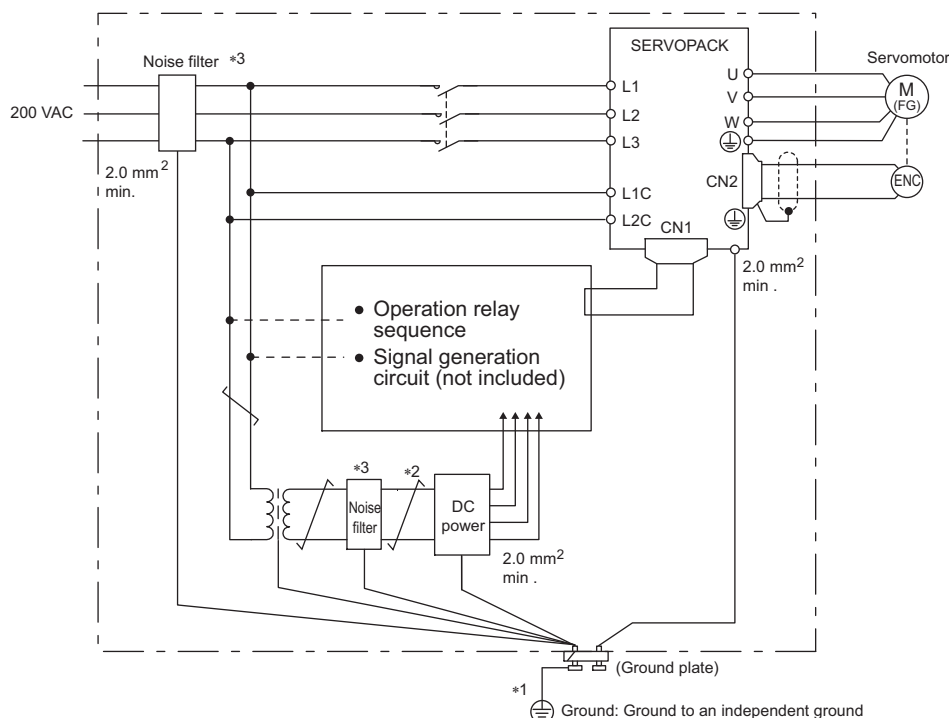 SERVOPACK
Noise filter *3
Servomotor
200 VAC
L1
L2
L3
L1C
L2C
U
V
W
M
(FG)
CN2
ENC
CN1
2.0 mm2
min.
2.0 mm2
min .
● Operation relay
sequence
● Signal generation
circuit (not included)
*3
*2
Noise
filter
DC
power
2.0 mm2
min .
(Ground plate)
*1
Ground: Ground to an independent ground